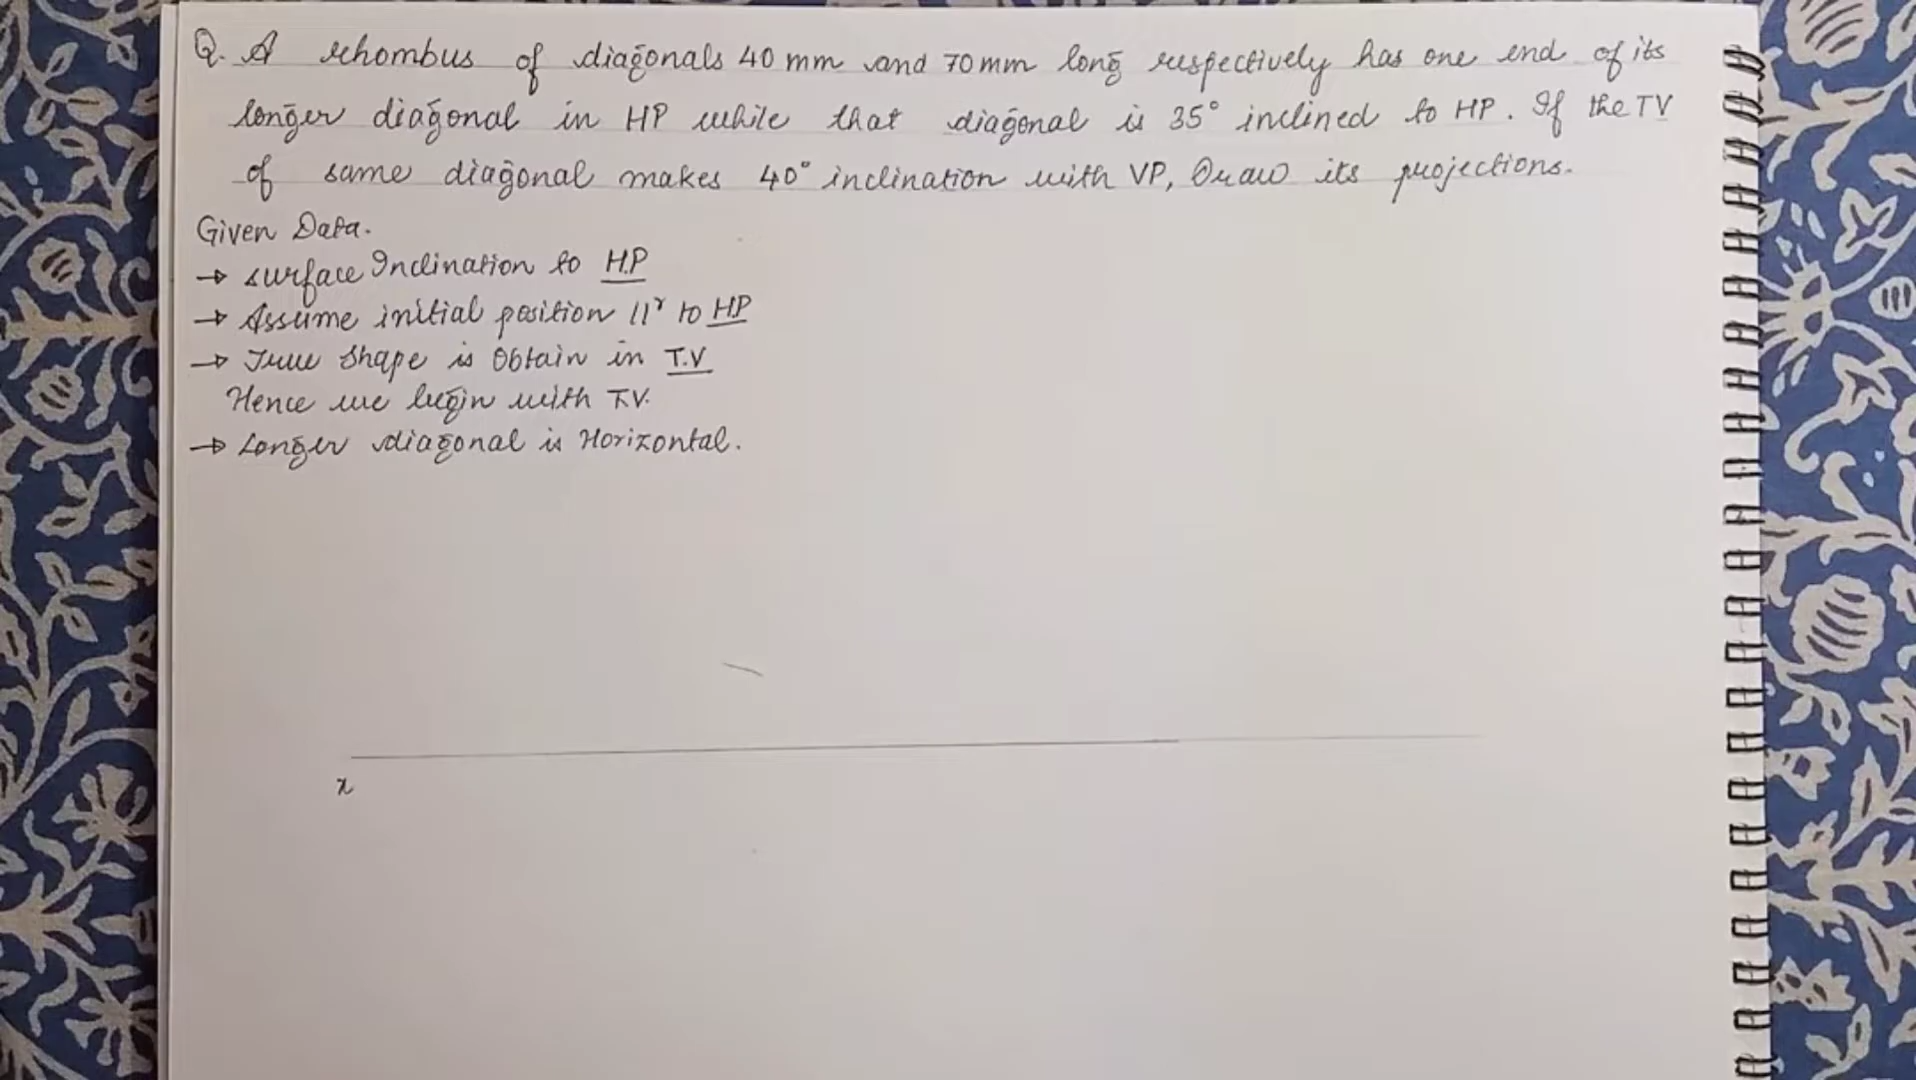 Q. A rhombus of diagonals 40 mm and 70 mm long respectively has one end of its
longer diagonal in HP while that diagonal is 35° inclined to HP. If the TV
of same diagonal makes 40° inclination with VP, Draw its projections.
Given Data.
→ surface Inclination to HP
→ Assume initial position 11r to HP
→ True Shape is Obtain in T.V
Hence we begin with T.V.
→ Longer diagonal is Horizontal.
x